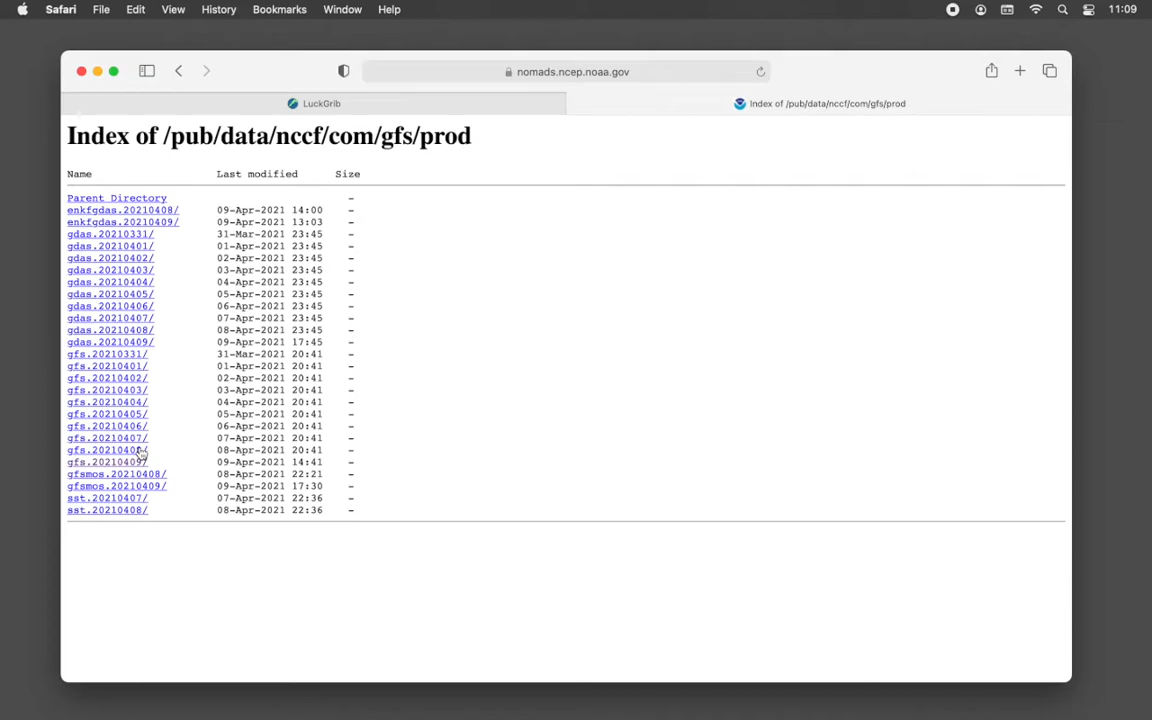 Safari File Edit View History Bookmarks Window Help 11:09
nomads.ncep.noaa.gov
LuckGrib Index of /pub/data/nccf/com/gfs/prod
Index of /pub/data/nccf/com/gfs/prod
Name Last modified Size
Parent Directory -
enkfgdas.20210408/ 09-Apr-2021 14:00 -
enkfgdas.20210409/ 09-Apr-2021 13:03 -
gdas.20210331/ 31-Mar-2021 23:45 -
gdas.20210401/ 01-Apr-2021 23:45 -
gdas.20210402/ 02-Apr-2021 23:45 -
gdas.20210403/ 03-Apr-2021 23:45 -
gdas.20210404/ 04-Apr-2021 23:45 -
gdas.20210405/ 05-Apr-2021 23:45 -
gdas.20210406/ 06-Apr-2021 23:45 -
gdas.20210407/ 07-Apr-2021 23:45 -
gdas.20210408/ 08-Apr-2021 23:45 -
gdas.20210409/ 09-Apr-2021 17:45 -
gfs.20210331/ 31-Mar-2021 20:41 -
gfs.20210401/ 01-Apr-2021 20:41 -
gfs.20210402/ 02-Apr-2021 20:41 -
gfs.20210403/ 03-Apr-2021 20:41 -
gfs.20210404/ 04-Apr-2021 20:41 -
gfs.20210405/ 05-Apr-2021 20:41 -
gfs.20210406/ 06-Apr-2021 20:41 -
gfs.20210407/ 07-Apr-2021 20:41 -
gfs.20210408/ 08-Apr-2021 20:41 -
gfs.20210409/ 09-Apr-2021 14:41 -
gfsmos.20210408/ 08-Apr-2021 22:21 -
gfsmos.20210409/ 09-Apr-2021 17:30 -
sst.20210407/ 07-Apr-2021 22:36 -
sst.20210408/ 08-Apr-2021 22:36 -